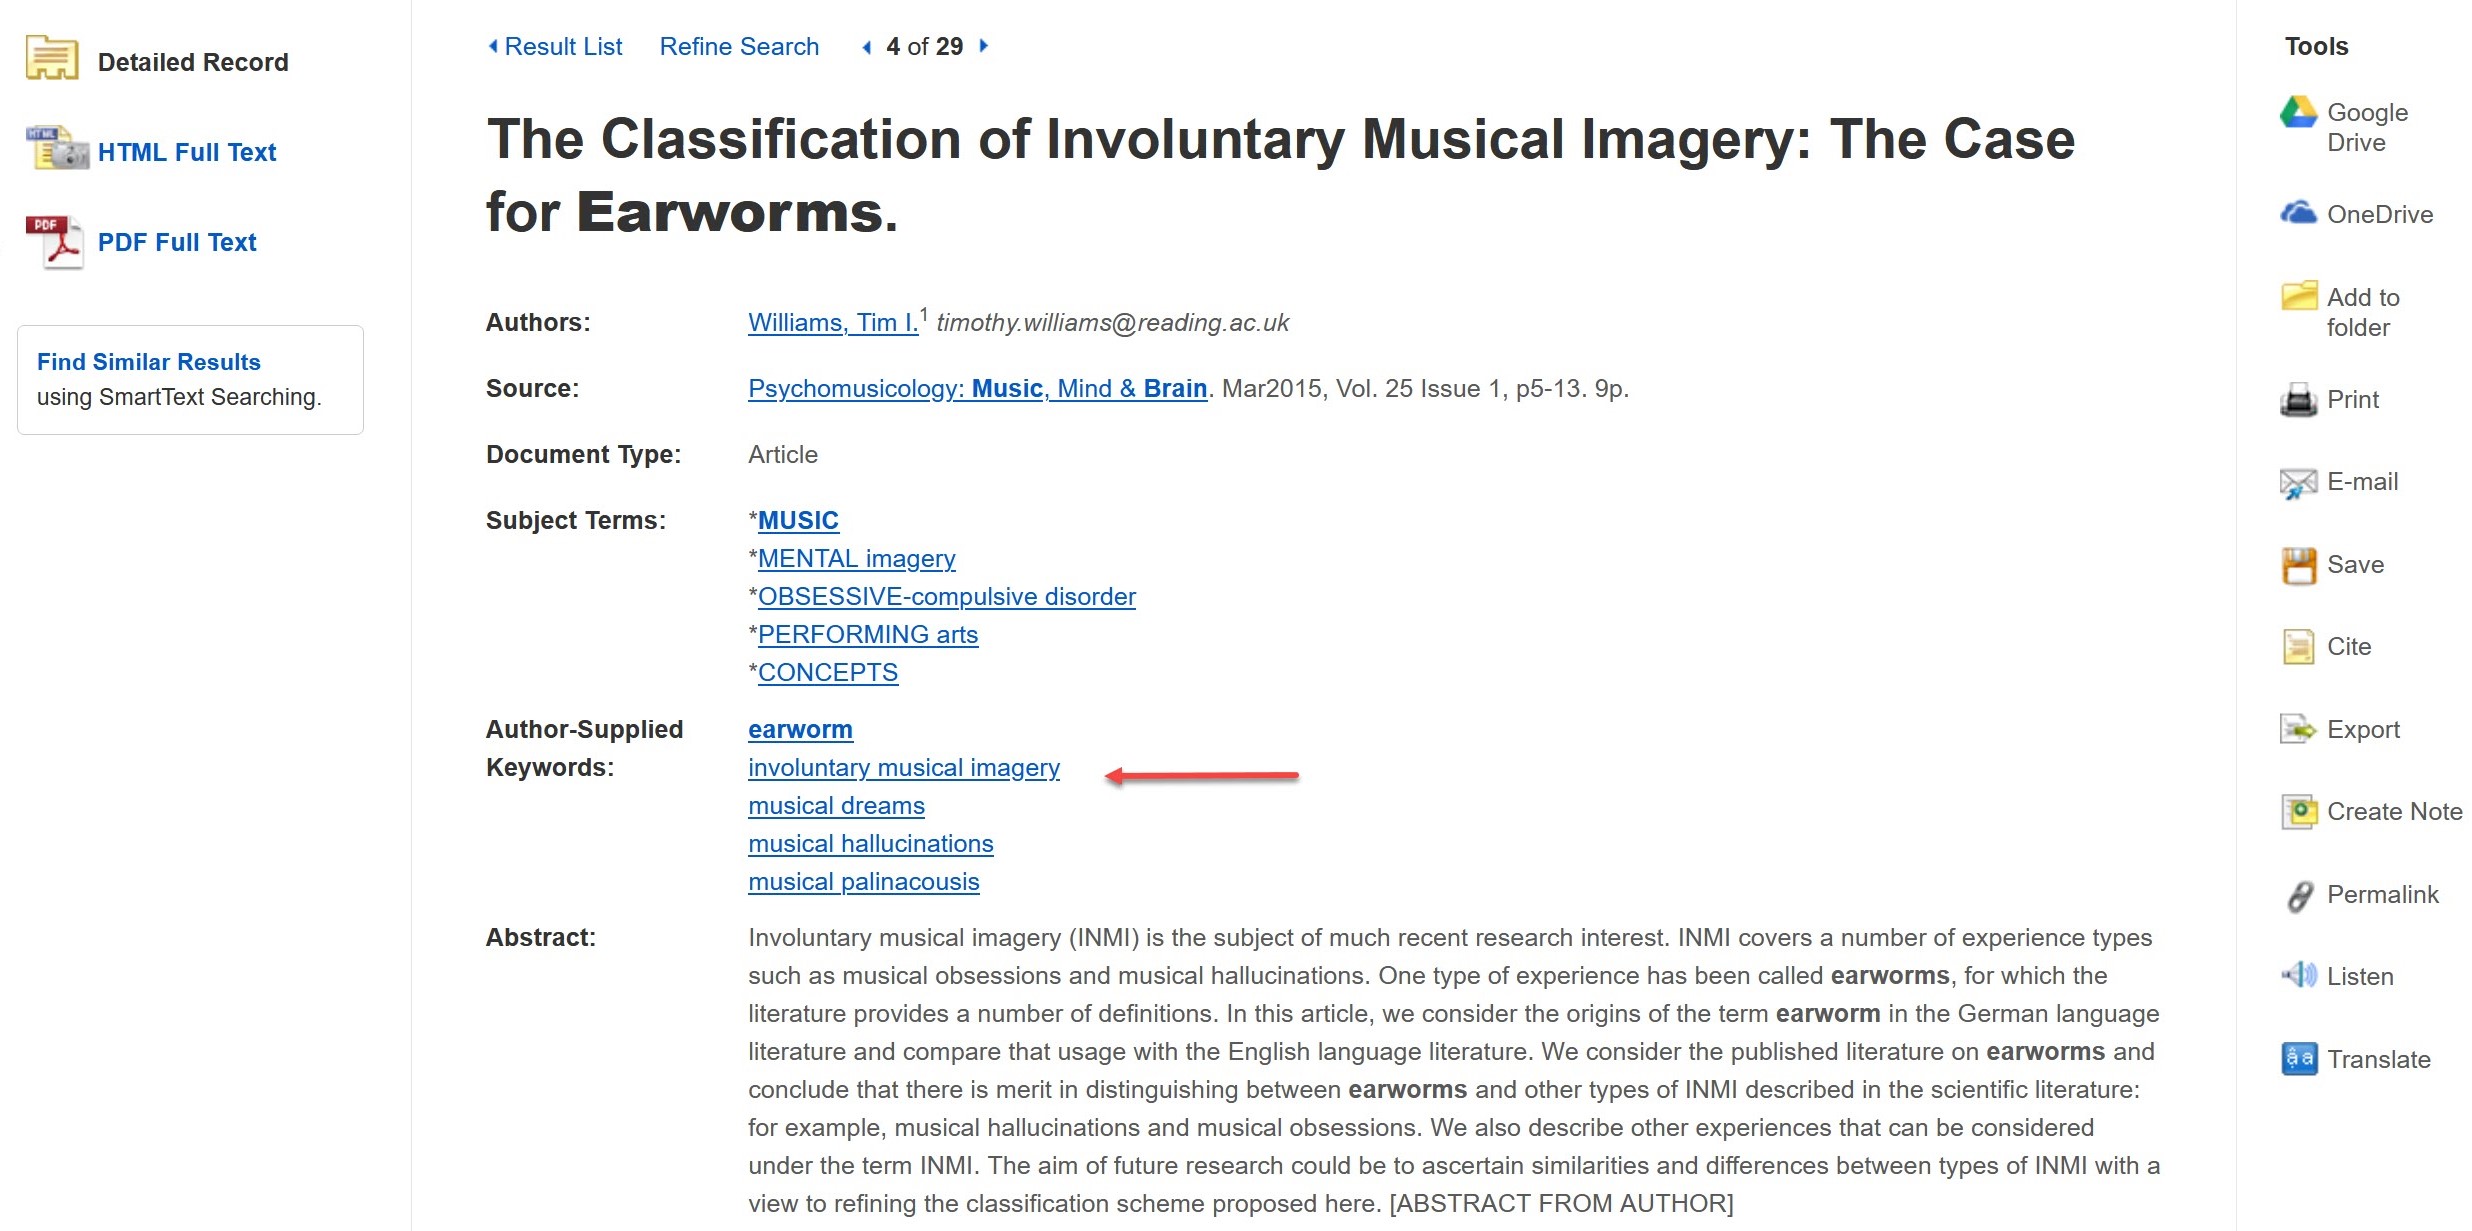 Detailed Record
HTML
HTML Full Text
PDF
PDF Full Text
Find Similar Results
using SmartText Searching.
Result List Refine Search 4 of 29
The Classification of Involuntary Musical Imagery: The Case
for Earworms.
Authors: Williams, Tim I.1 timothy.williams@reading.ac.uk
Source: Psychomusicology: Music, Mind & Brain. Mar2015, Vol. 25 Issue 1, p5-13. 9p.
Document Type: Article
Subject Terms: *MUSIC
*MENTAL imagery
*OBSESSIVE-compulsive disorder
*PERFORMING arts
*CONCEPTS
Author-Supplied earworm
Keywords: involuntary musical imagery
musical dreams
musical hallucinations
musical palinacousis
Abstract: Involuntary musical imagery (INMI) is the subject of much recent research interest. INMI covers a number of experience types
such as musical obsessions and musical hallucinations. One type of experience has been called earworms, for which the
literature provides a number of definitions. In this article, we consider the origins of the term earworm in the German language
literature and compare that usage with the English language literature. We consider the published literature on earworms and
conclude that there is merit in distinguishing between earworms and other types of INMI described in the scientific literature:
for example, musical hallucinations and musical obsessions. We also describe other experiences that can be considered
under the term INMI. The aim of future research could be to ascertain similarities and differences between types of INMI with a
view to refining the classification scheme proposed here. [ABSTRACT FROM AUTHOR]
Tools
Google
Drive
OneDrive
Add to
folder
Print
E-mail
Save
Cite
Export
Create Note
Permalink
Listen
Translate